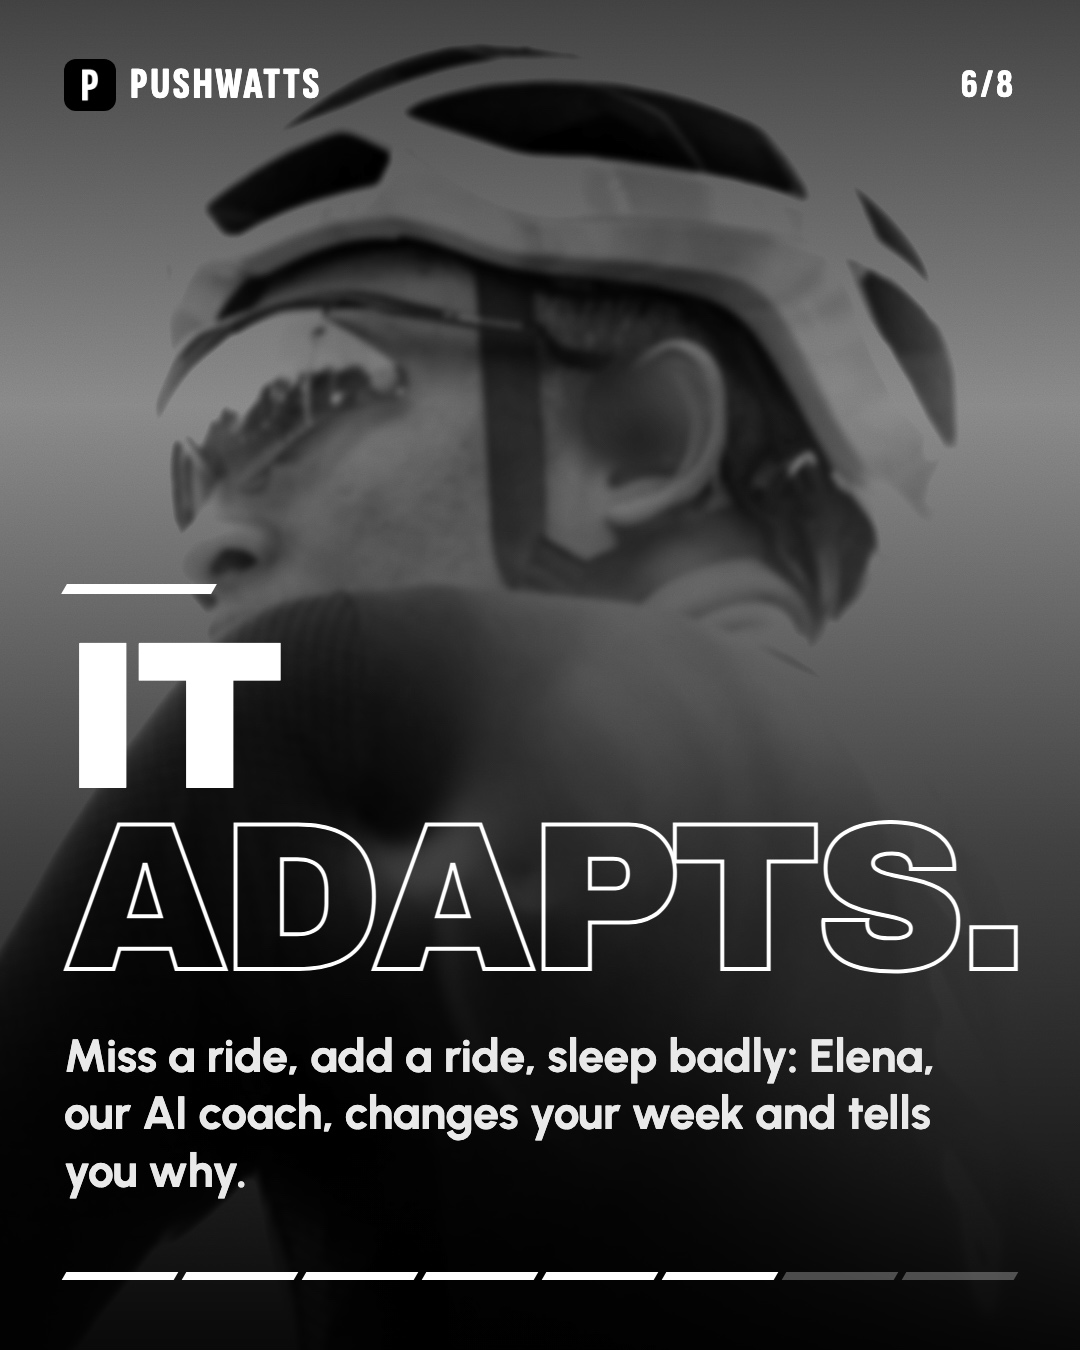 P PUSHWATTS
6/8
IT
ADAPTS.
Miss a ride, add a ride, sleep badly: Elena,
our AI coach, changes your week and tells
you why.